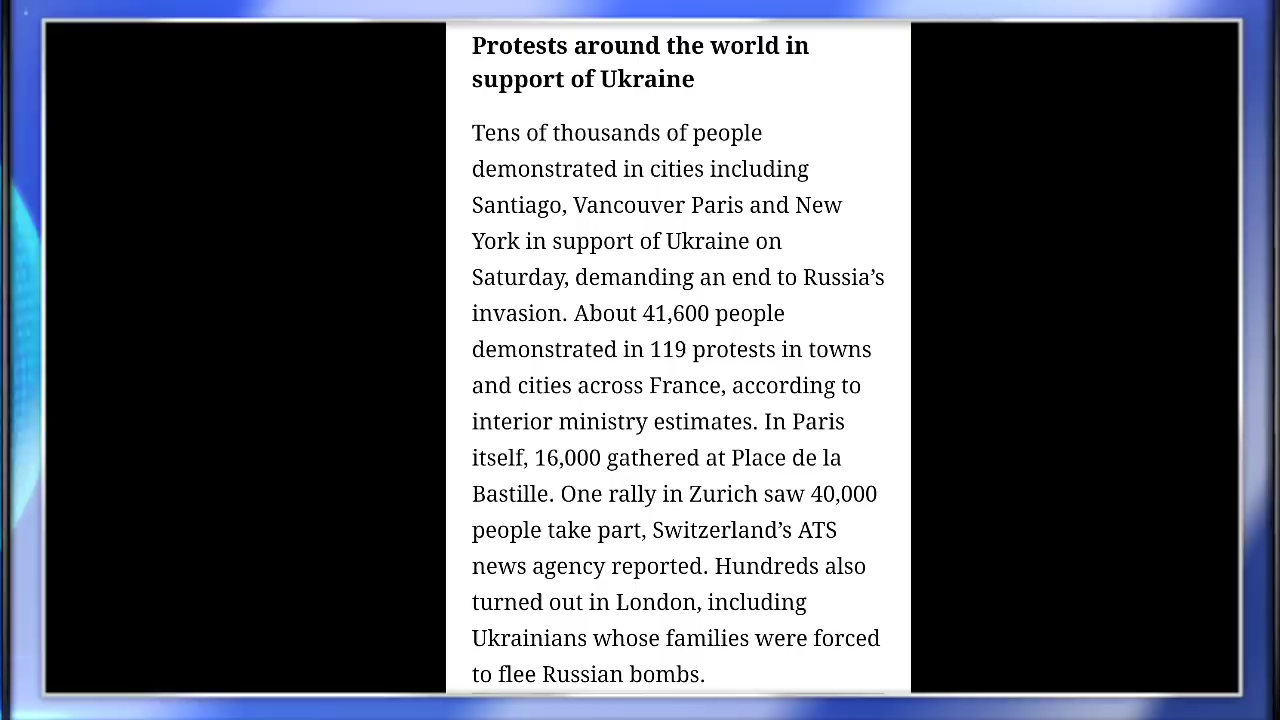 Protests around the world in
support of Ukraine
Tens of thousands of people
demonstrated in cities including
Santiago, Vancouver Paris and New
York in support of Ukraine on
Saturday, demanding an end to Russia’s
invasion. About 41,600 people
demonstrated in 119 protests in towns
and cities across France, according to
interior ministry estimates. In Paris
itself, 16,000 gathered at Place de la
Bastille. One rally in Zurich saw 40,000
people take part, Switzerland’s ATS
news agency reported. Hundreds also
turned out in London, including
Ukrainians whose families were forced
to flee Russian bombs.